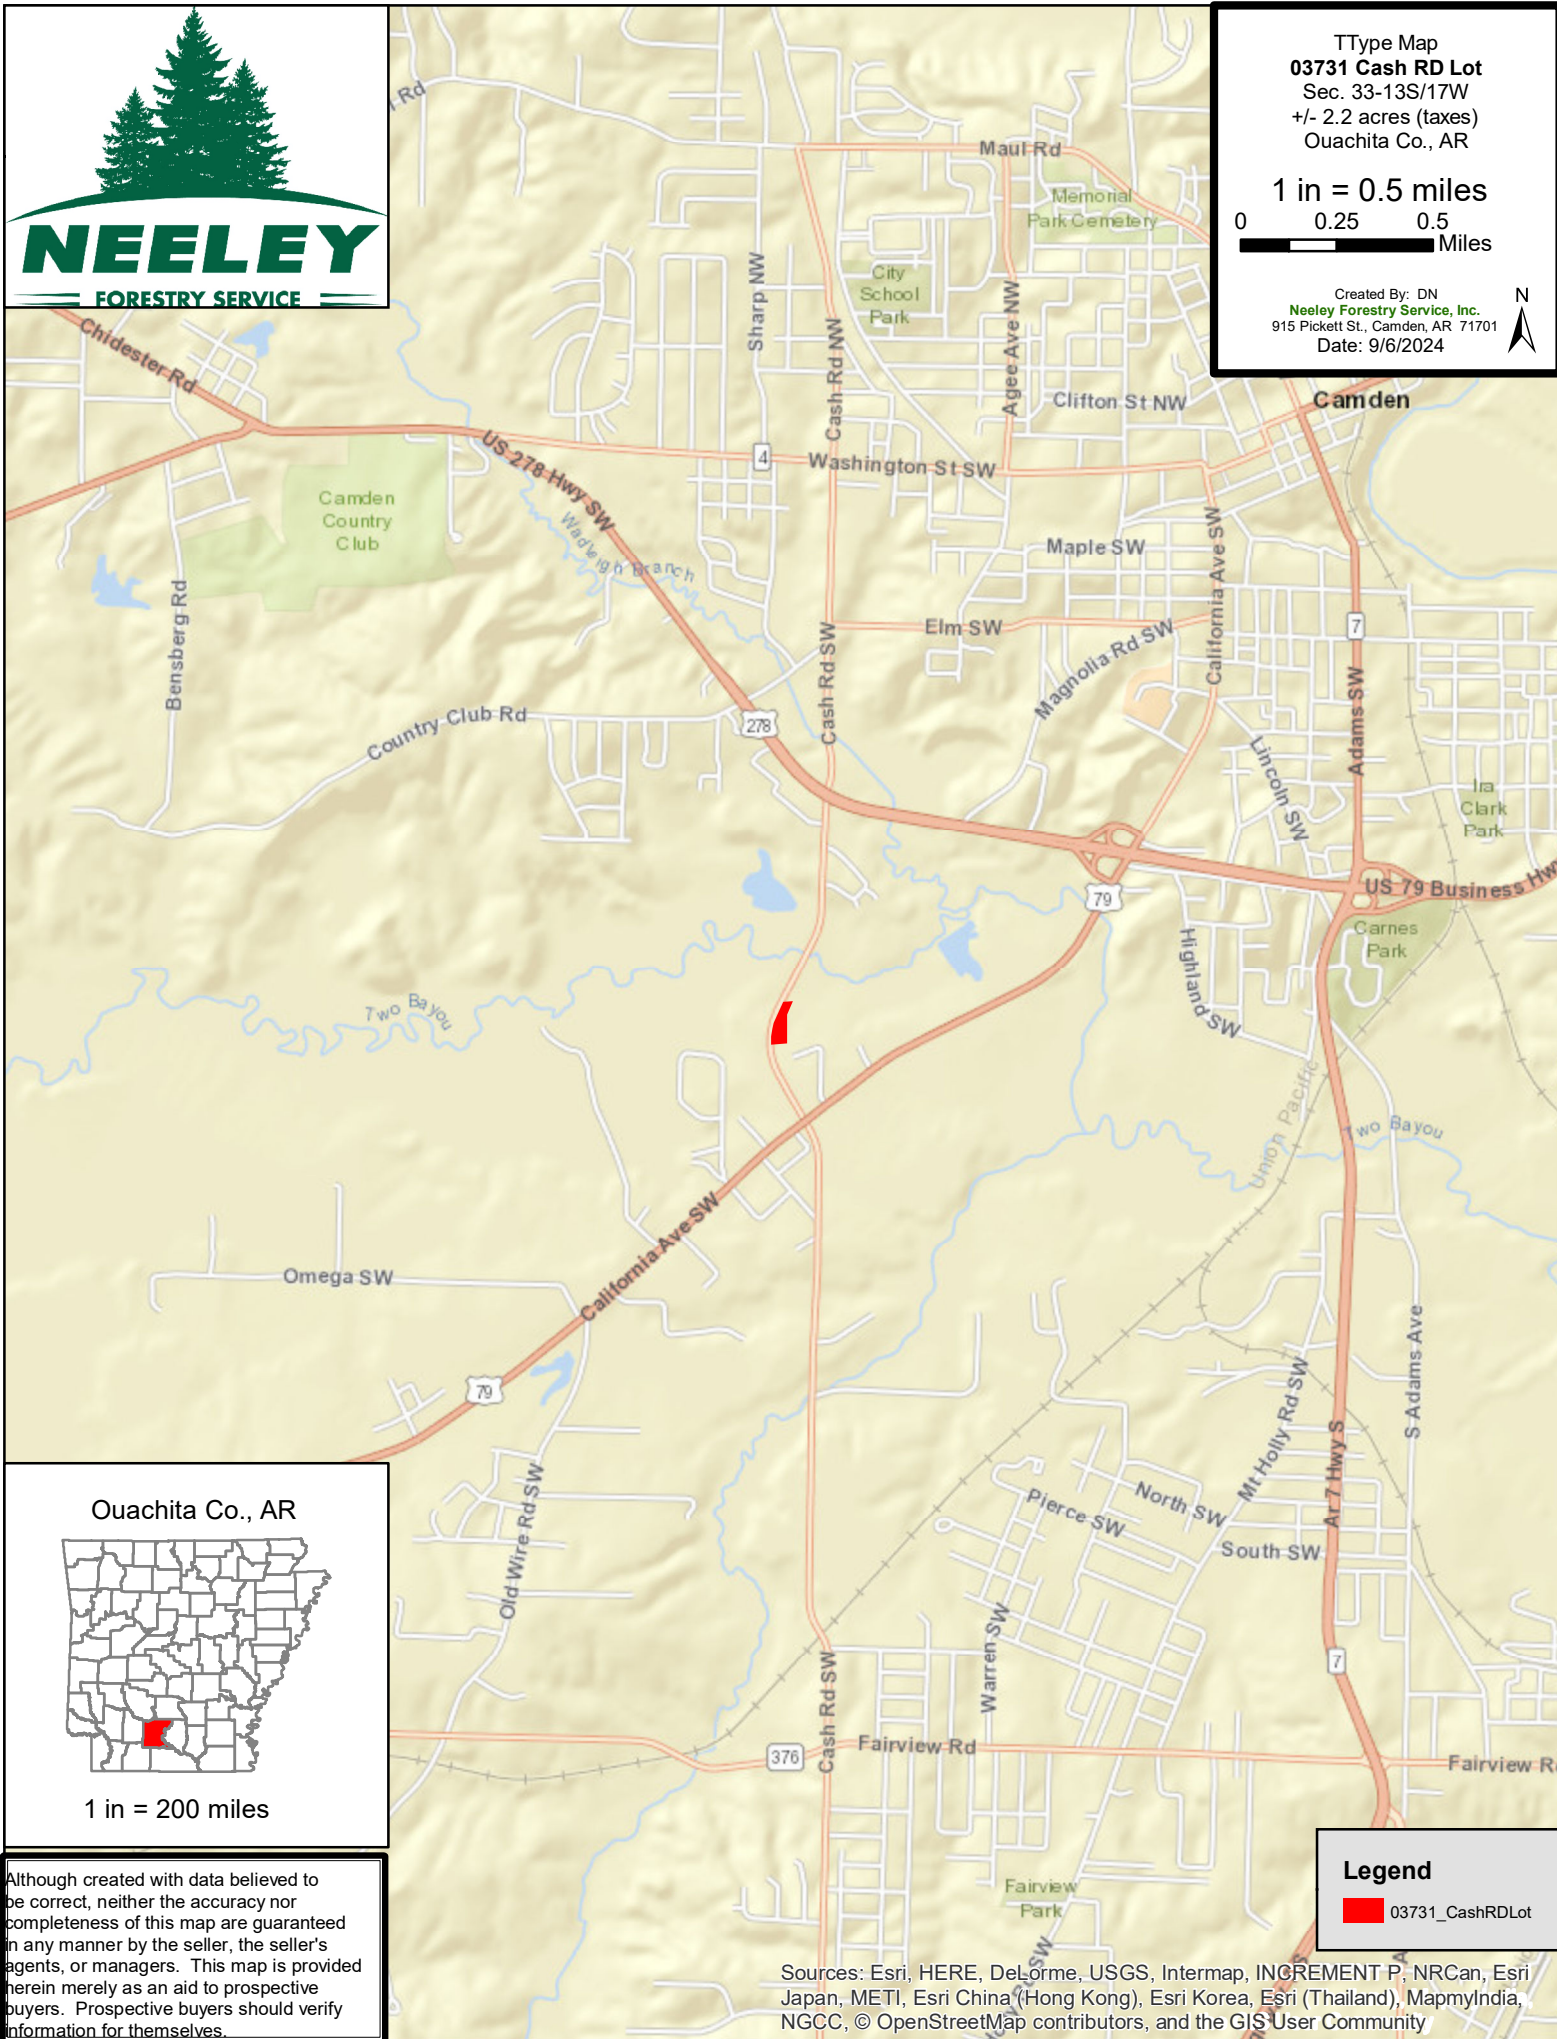 NEELEY
FORESTRY SERVICE
TType Map
03731 Cash RD Lot
Sec. 33-13S/17W
+/- 2.2 acres (taxes)
Ouachita Co., AR
1 in = 0.5 miles
0 0.25 0.5
Miles
Created By: DN
Neeley Forestry Service, Inc.
915 Pickett St., Camden, AR 71701
Date: 9/6/2024
N
Rd
Maul Rd
Memorial
Park Cemetery
City
School
Park
Sharp NW
Cash Rd NW
Agee Ave NW
Chidester Rd
Clifton St NW
Camden
US 278 Hwy SW
4
Washington St SW
Camden
Country
Club
Wadleigh Branch
Maple SW
California Ave SW
Bensberg Rd
Elm SW
7
Cash Rd SW
Magnolia Rd SW
Adams SW
Country Club Rd
278
Lincoln SW
Ira
Clark
Park
79
US 79 Business Hw
Carnes
Park
Highland SW
Two Bayou
Union Pacific
Two Bayou
California Ave SW
Omega SW
79
S Adams Ave
Mt Holly Rd SW
Ar 7 Hwy S
Old Wire Rd SW
Pierce SW
North SW
South SW
Warren SW
7
Cash Rd SW
376
Fairview Rd
Fairview R
Fairview
Park
Ouachita Co., AR
1 in = 200 miles
Although created with data believed to
be correct, neither the accuracy nor
completeness of this map are guaranteed
in any manner by the seller, the seller's
agents, or managers. This map is provided
herein merely as an aid to prospective
buyers. Prospective buyers should verify
information for themselves.
Legend
03731_CashRDLot
Sources: Esri, HERE, DeLorme, USGS, Intermap, INCREMENT P, NRCan, Esri
Japan, METI, Esri China (Hong Kong), Esri Korea, Esri (Thailand), MapmyIndia,
NGCC, © OpenStreetMap contributors, and the GIS User Community